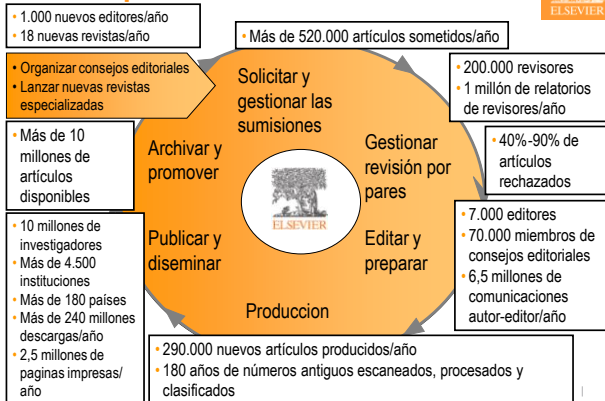 • 1.000 nuevos editores/año
• 18 nuevas revistas/año
ELSEVIER
• Más de 520.000 artículos sometidos/año
• Organizar consejos editoriales
• Lanzar nuevas revistas
especializadas
Solicitar y
gestionar las
sumisiones
• 200.000 revisores
• 1 millón de relatorios
de revisores/año
• Más de 10
millones de
artículos
disponibles
Archivar y
promover
Gestionar
revisión por
pares
• 40%-90% de
artículos
rechazados
ELSEVIER
• 10 millones de
investigadores
• Más de 4.500
instituciones
• Más de 180 países
• Más de 240 millones
descargas/año
• 2,5 millones de
paginas impresas/
año
Publicar y
diseminar
Editar y
preparar
• 7.000 editores
• 70.000 miembros de
consejos editoriales
• 6,5 millones de
comunicaciones
autor-editor/año
Produccion
• 290.000 nuevos artículos producidos/año
• 180 años de números antiguos escaneados, procesados y
clasificados